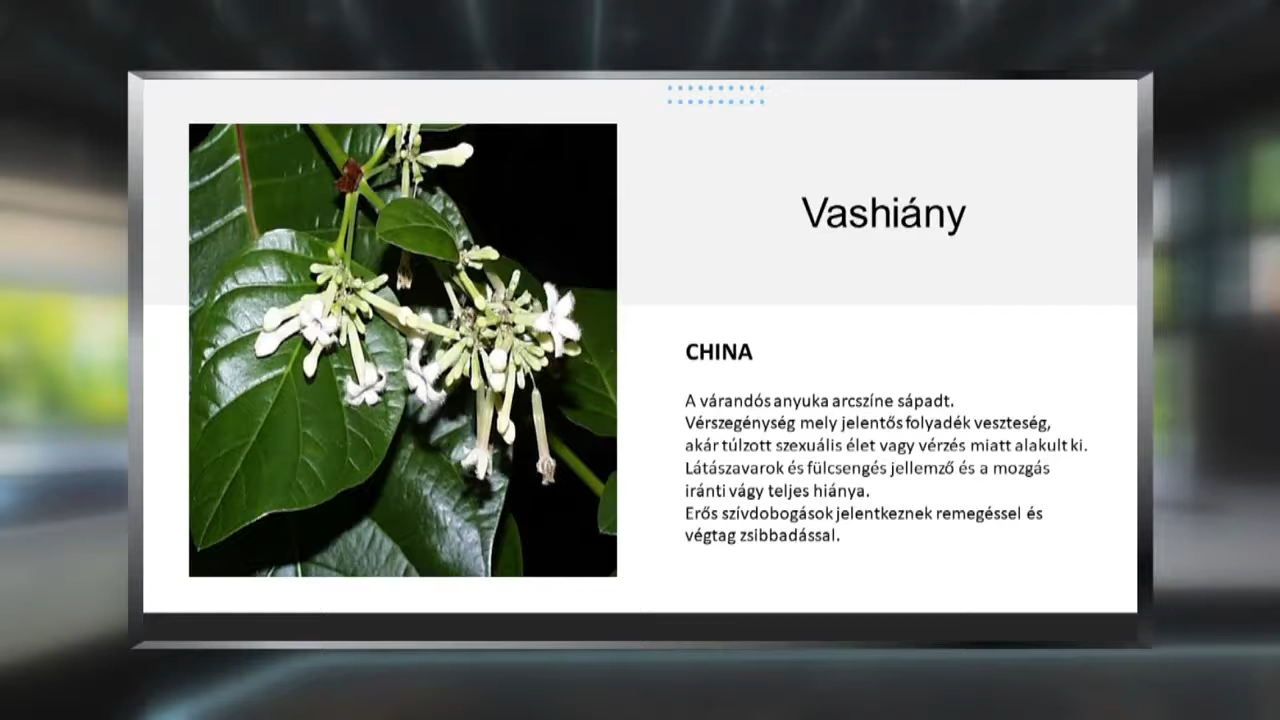 Vashiány
CHINA
A várandós anyuka arcszíne sápadt.
Vérszegénység mely jelentős folyadék veszteség,
akár túlzott szexuális élet vagy vérzés miatt alakult ki.
Látászavarok és fülcsengés jellemző és a mozgás
iránti vágy teljes hiánya.
Erős szívdobogások jelentkeznek remegéssel és
végtag zsibbadással.